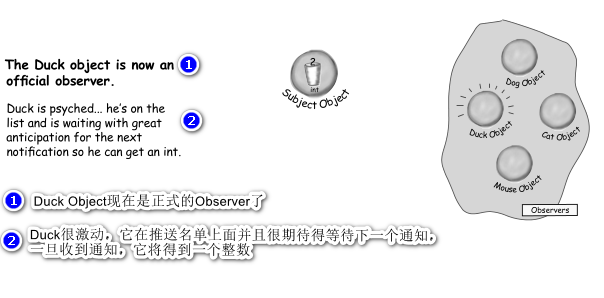 The Duck object is now an
official observer.
1
Duck is psyched... he's on the
list and is waiting with great
anticipation for the next
notification so he can get an int.
2
2
int
Subject Object
Dog Object
Duck Object
Cat Object
Mouse Object
Observers
1 Duck Object现在是正式的Observer了
2 Duck很激动，它在推送名单上面并且很期待得等待下一个通知，
一旦收到通知，它将得到一个整数